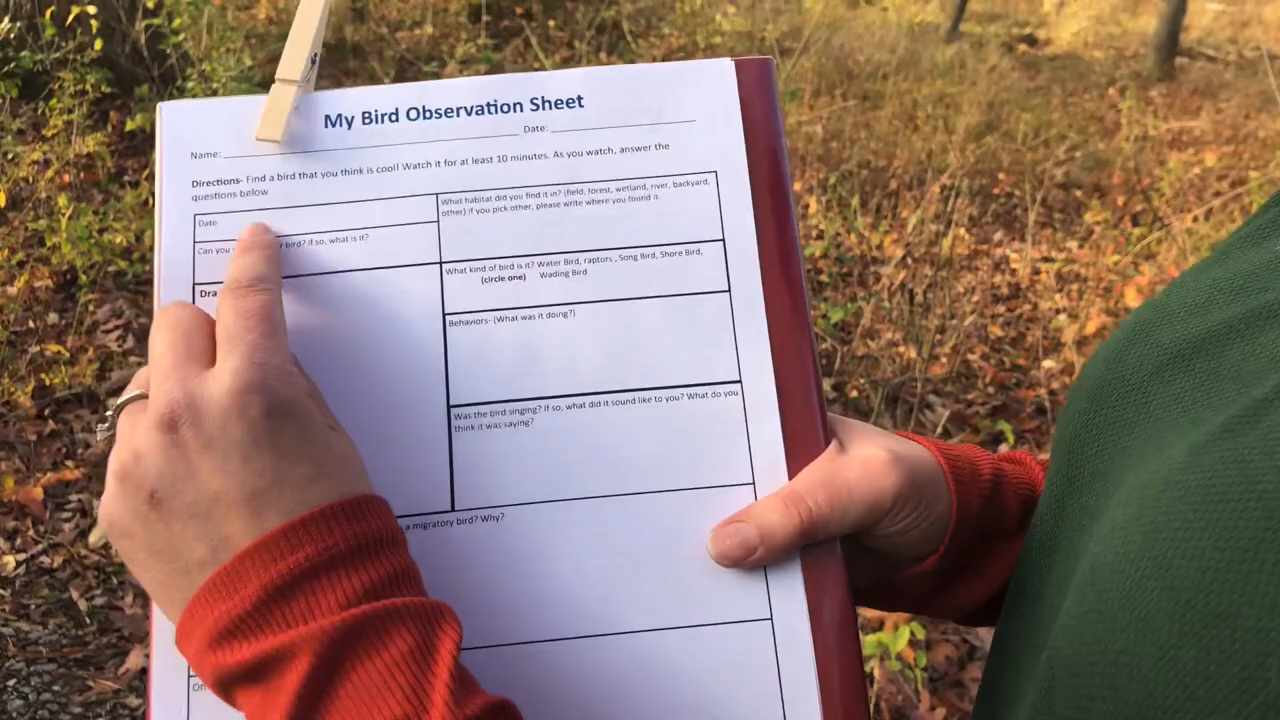 My Bird Observation Sheet
Name: Date:
Directions- Find a bird that you think is cool! Watch it for at least 10 minutes. As you watch, answer the
questions below
Date
Can you bird? If so, what is it?
Dra
What habitat did you find it in? (field, forest, wetland, river, backyard,
other) if you pick other, please write where you found it.
What kind of bird is it? Water Bird, raptors , Song Bird, Shore Bird,
(circle one) Wading Bird
Behaviors- (What was it doing?)
Was the bird singing? If so, what did it sound like to you? What do you
think it was saying?
a migratory bird? Why?